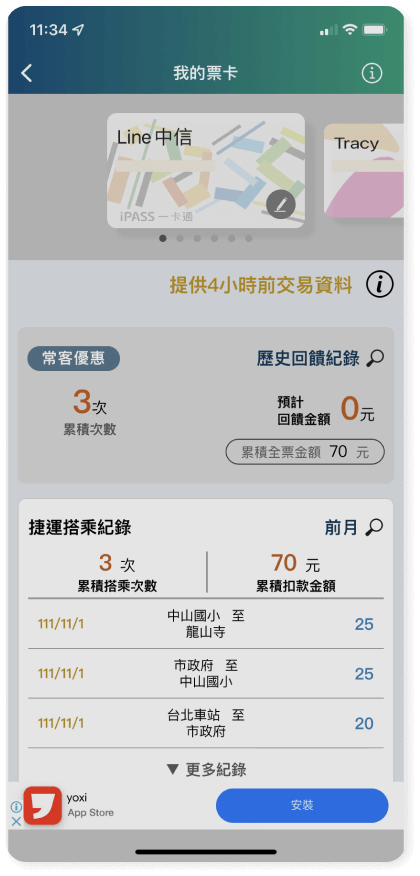 11:34
我的票卡
Line中信
iPASS 一卡通
Tracy
提供4小時前交易資料
常客優惠
歷史回饋紀錄
3次
累積次數
預計
回饋金額
0元
累積全票金額 70 元
捷運搭乘紀錄
前月
3 次
累積搭乘次數
70 元
累積扣款金額
111/11/1
中山國小 至
龍山寺
25
111/11/1
市政府 至
中山國小
25
111/11/1
台北車站 至
市政府
20
▼ 更多紀錄
yoxi
App Store
安裝